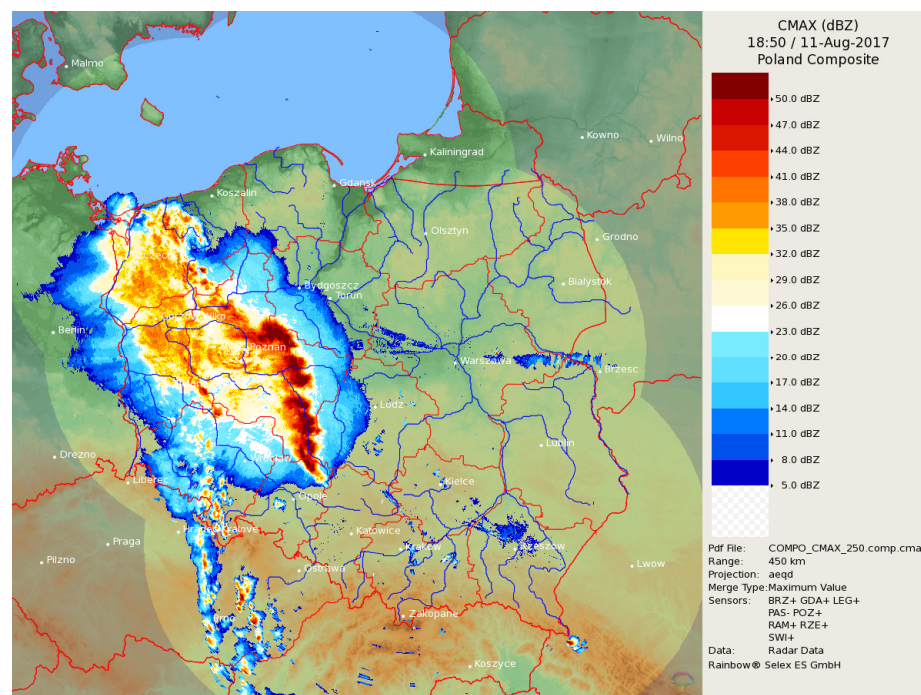 CMAX (dBZ)
18:50 / 11-Aug-2017
Poland Composite
50.0 dBZ
47.0 dBZ
44.0 dBZ
41.0 dBZ
38.0 dBZ
35.0 dBZ
32.0 dBZ
29.0 dBZ
26.0 dBZ
23.0 dBZ
20.0 dBZ
17.0 dBZ
14.0 dBZ
11.0 dBZ
8.0 dBZ
5.0 dBZ
Pdf File: COMPO_CMAX_250.comp.cma
Range: 450 km
Projection: aeqd
Merge Type: Maximum Value
Sensors: BRZ+ GDA+ LEG+
PAS- POZ+
RAM+ RZE+
SWI+
Data: Radar Data
Rainbow® Selex ES GmbH
Malmo
Kowno
Wilno
Kaliningrad
Gdansk
Koszalin
Olsztyn
Grodno
Bialystok
Bydgoszcz
Torun
Berlin
Poznan
Warszawa
Brzesc
Lodz
Lublin
Drezno
Liberec
Opole
Kielce
Praga
Katowice
Krakow
Rzeszow
Pilzno
Ostrawa
Lwow
Brno
Zakopane
Koszyce